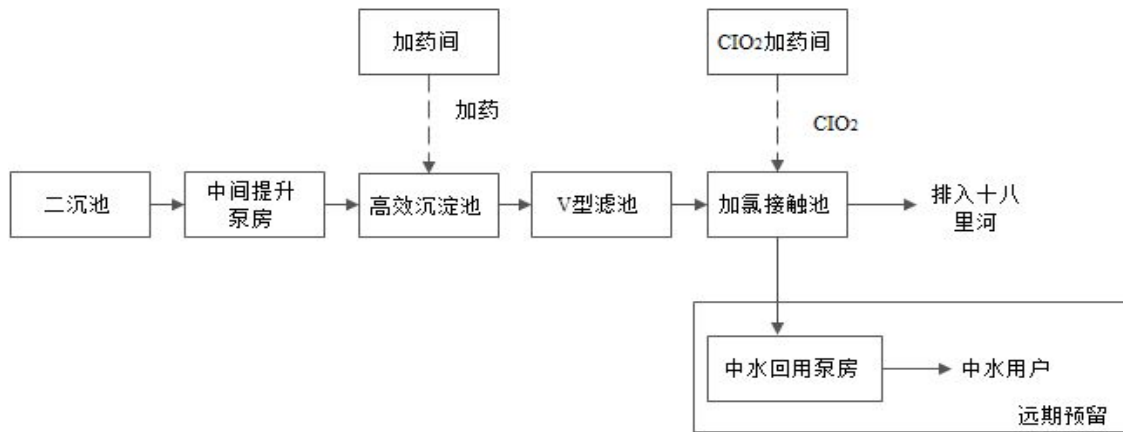 加药间
CIO2加药间
加药
CIO2
二沉池
中间提升
泵房
高效沉淀池
V型滤池
加氯接触池
排入十八
里河
中水回用泵房
中水用户
远期预留